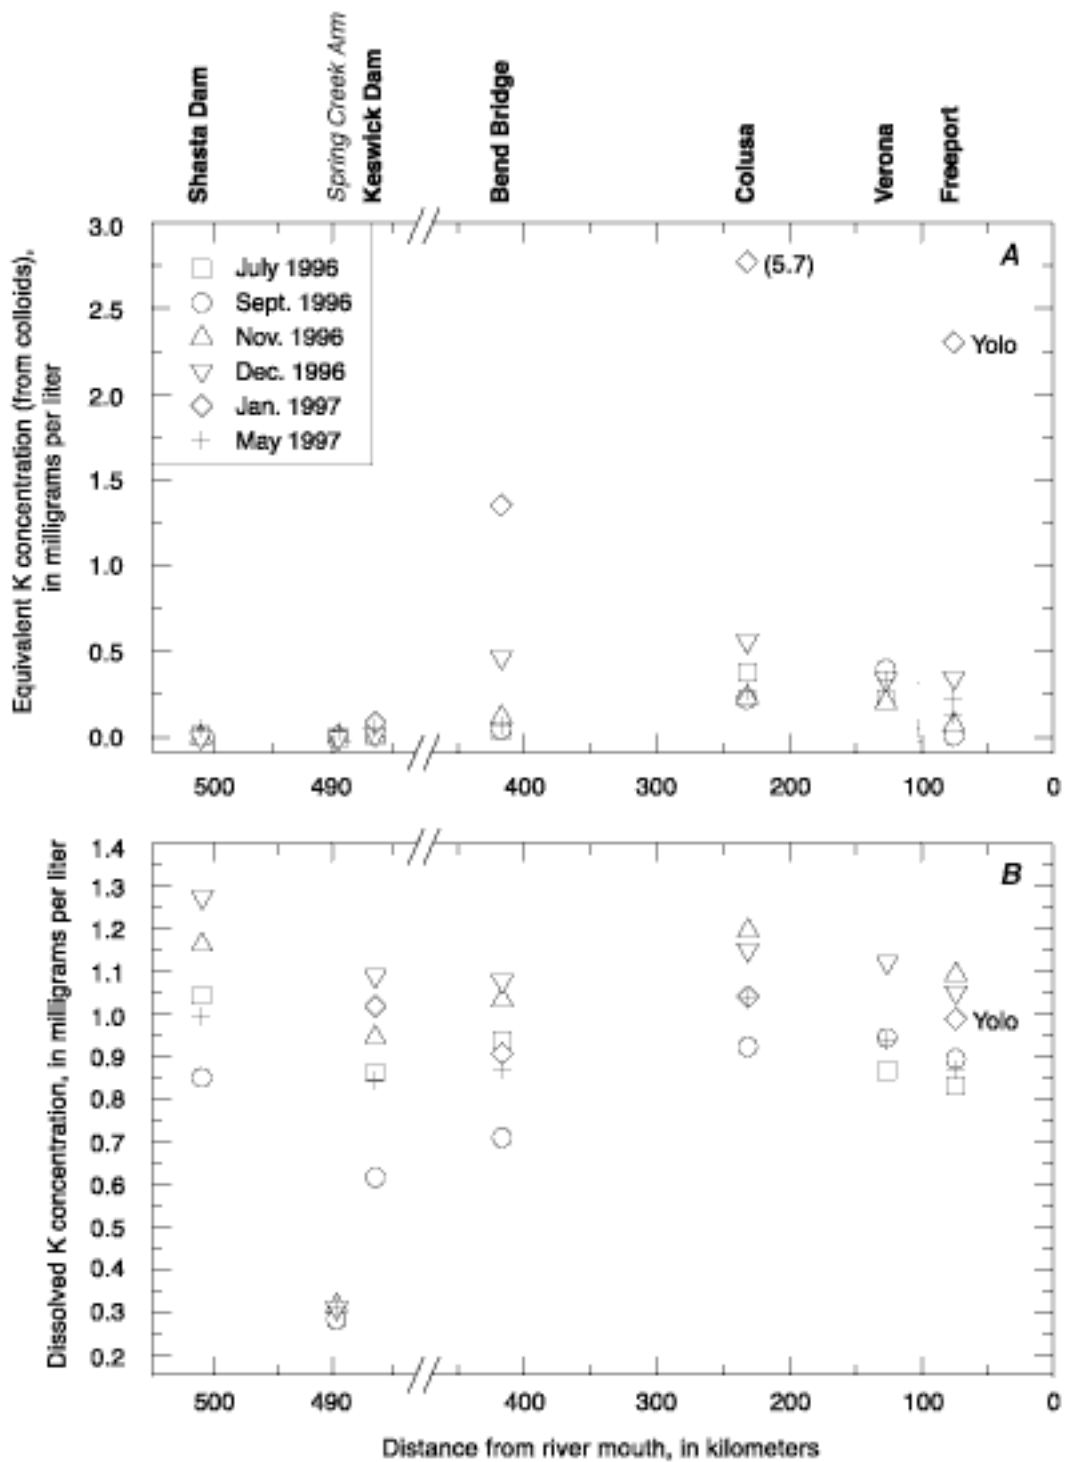 Shasta Dam
Spring Creek Arm
Keswick Dam
Bend Bridge
Colusa
Verona
Freeport
Equivalent K concentration (from colloids),
in milligrams per liter
3.0
2.5
2.0
1.5
1.0
0.5
0.0
A
July 1996
Sept. 1996
Nov. 1996
Dec. 1996
Jan. 1997
May 1997
(5.7)
Yolo
500
490
400
300
200
100
0
Dissolved K concentration, in milligrams per liter
1.4
1.3
1.2
1.1
1.0
0.9
0.8
0.7
0.6
0.5
0.4
0.3
0.2
B
Yolo
500
490
400
300
200
100
0
Distance from river mouth, in kilometers